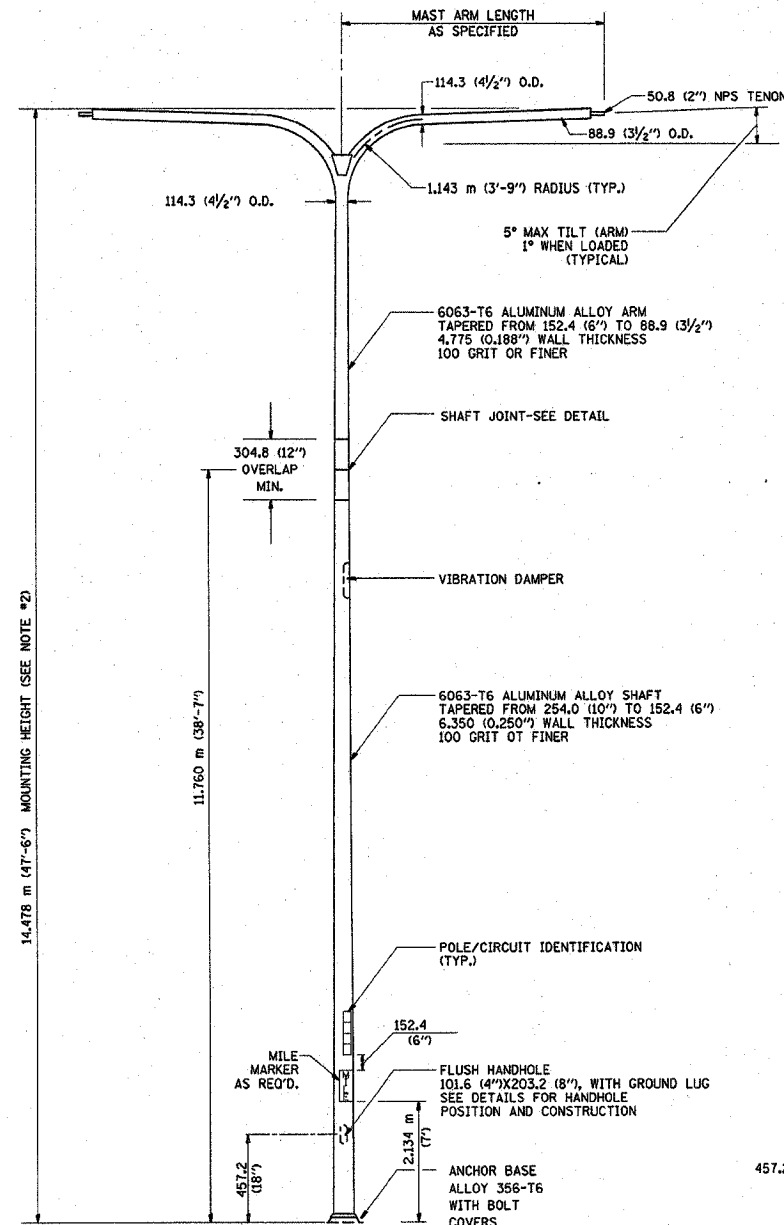 MAST ARM LENGTH
AS SPECIFIED
114.3 (4½") O.D.
50.8 (2") NPS TENON
88.9 (3½") O.D.
1.143 m (3'-9") RADIUS (TYP.)
114.3 (4½") O.D.
5° MAX TILT (ARM)
1° WHEN LOADED
(TYPICAL)
6063-T6 ALUMINUM ALLOY ARM
TAPERED FROM 152.4 (6") TO 88.9 (3½")
4.775 (0.188") WALL THICKNESS
100 GRIT OR FINER
SHAFT JOINT-SEE DETAIL
304.8 (12")
OVERLAP
MIN.
VIBRATION DAMPER
14.478 m (47'-6") MOUNTING HEIGHT (SEE NOTE #2)
11.760 m (38'-7")
6063-T6 ALUMINUM ALLOY SHAFT
TAPERED FROM 254.0 (10") TO 152.4 (6")
6.350 (0.250") WALL THICKNESS
100 GRIT OT FINER
POLE/CIRCUIT IDENTIFICATION
(TYP.)
152.4
(6")
MILE
MARKER
AS REQ'D.
FLUSH HANDHOLE
101.6 (4")X203.2 (8"), WITH GROUND LUG
SEE DETAILS FOR HANDHOLE
POSITION AND CONSTRUCTION
2.134 m
(7')
457.2
(18")
ANCHOR BASE
ALLOY 356-T6
WITH BOLT
COVERS